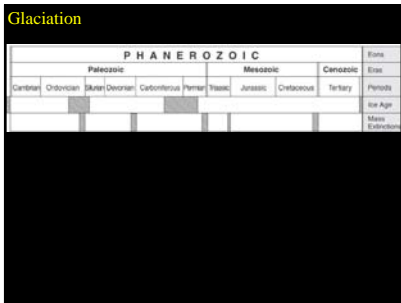 Glaciation
PHANEROZOIC Eons
Paleozoic Mesozoic Cenozoic Eras
Cambrian Ordovician Silurian Devonian Carboniferous Permian Triassic Jurassic Cretaceous Tertiary Periods
Ice Age
Mass
Extinctions